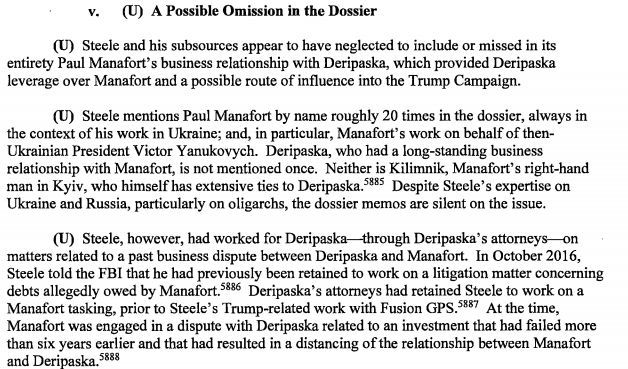 v. (U) A Possible Omission in the Dossier
(U) Steele and his subsources appear to have neglected to include or missed in its
entirety Paul Manafort's business relationship with Deripaska, which provided Deripaska
leverage over Manafort and a possible route of influence into the Trump Campaign.
(U) Steele mentions Paul Manafort by name roughly 20 times in the dossier, always in
the context of his work in Ukraine; and, in particular, Manafort's work on behalf of then-
Ukrainian President Victor Yanukovych. Deripaska, who had a long-standing business
relationship with Manafort, is not mentioned once. Neither is Kilimnik, Manafort's right-hand
man in Kyiv, who himself has extensive ties to Deripaska.5885 Despite Steele's expertise on
Ukraine and Russia, particularly on oligarchs, the dossier memos are silent on the issue.
(U) Steele, however, had worked for Deripaska—through Deripaska's attorneys—on
matters related to a past business dispute between Deripaska and Manafort. In October 2016,
Steele told the FBI that he had previously been retained to work on a litigation matter concerning
debts allegedly owed by Manafort.5886 Deripaska's attorneys had retained Steele to work on a
Manafort tasking, prior to Steele's Trump-related work with Fusion GPS.5887 At the time,
Manafort was engaged in a dispute with Deripaska related to an investment that had failed more
than six years earlier and that had resulted in a distancing of the relationship between Manafort
and Deripaska.5888